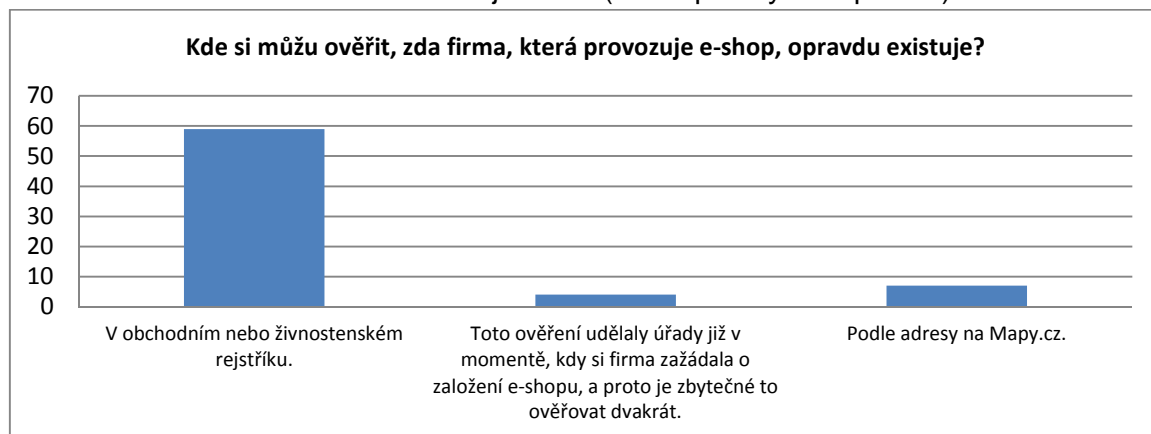 Kde si můžu ověřit, zda firma, která provozuje e-shop, opravdu existuje?
70
60
50
40
30
20
10
0
V obchodním nebo živnostenském
rejstříku.
Toto ověření udělaly úřady již v
momentě, kdy si firma zažádala o
založení e-shopu, a proto je zbytečné to
ověřovat dvakrát.
Podle adresy na Mapy.cz.